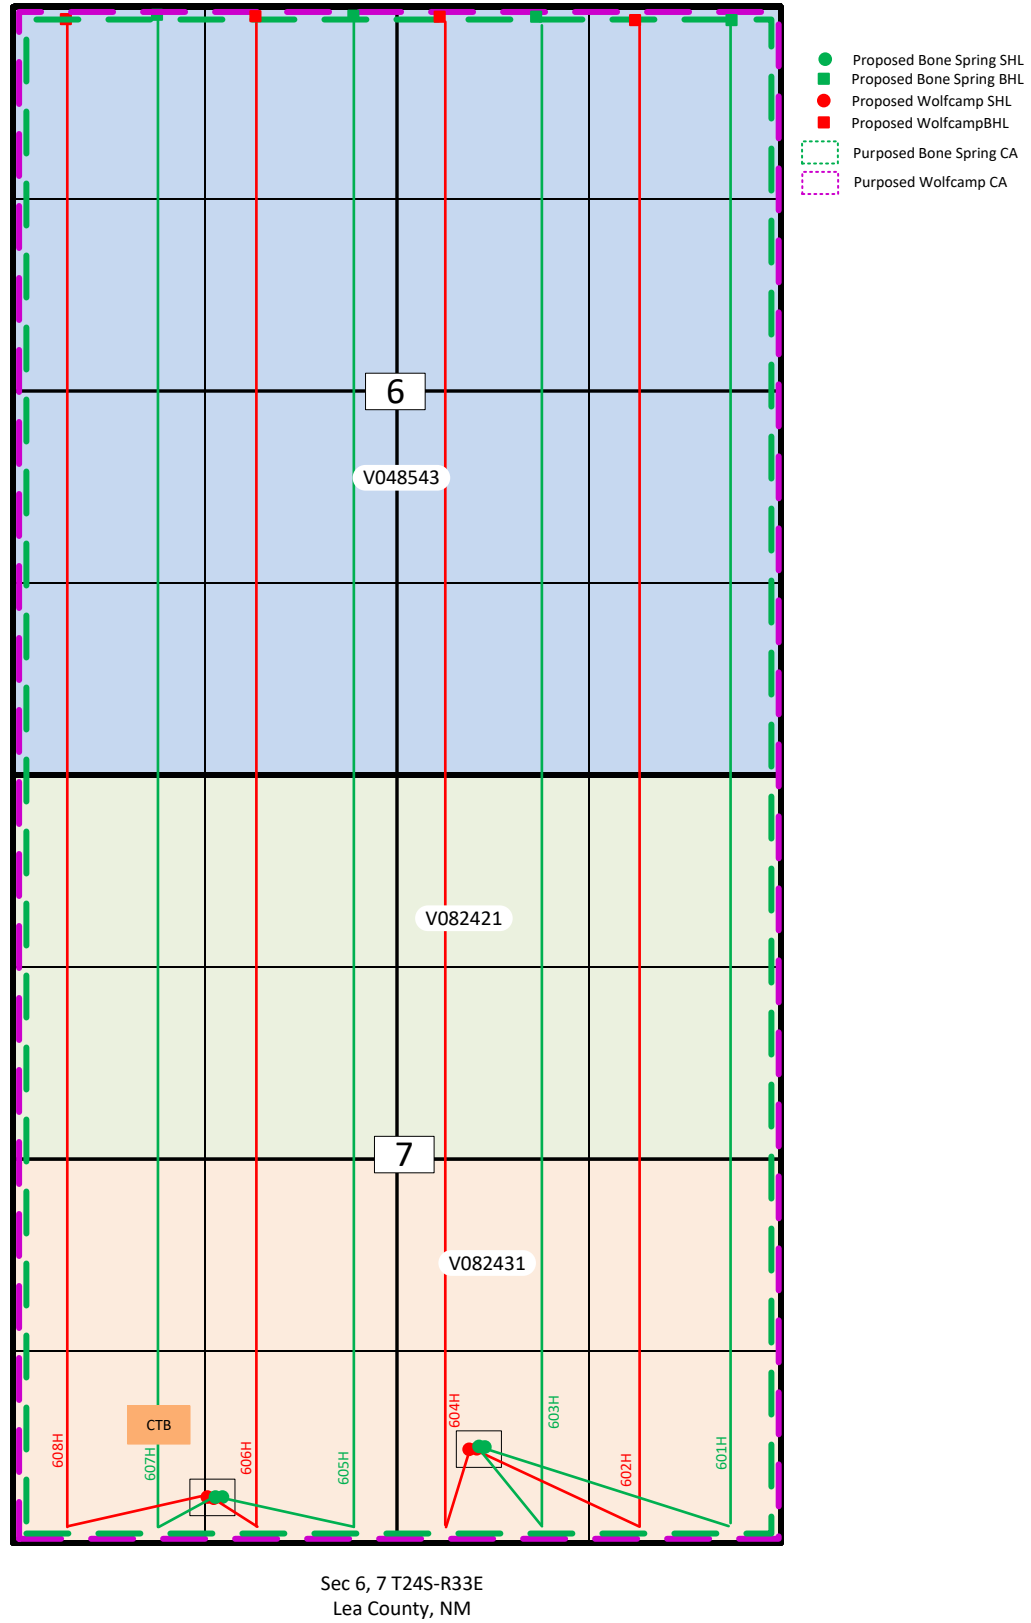 Proposed Bone Spring SHL
Proposed Bone Spring BHL
Proposed Wolfcamp SHL
Proposed WolfcampBHL
Purposed Bone Spring CA
Purposed Wolfcamp CA
6
V048543
V082421
7
V082431
CTB
608H
607H
606H
605H
604H
603H
602H
601H
Sec 6, 7 T24S-R33E
Lea County, NM